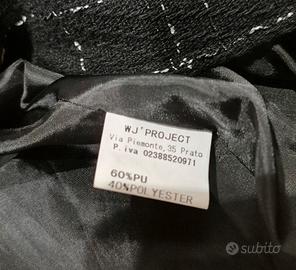 WJ'PROJECT
Via Piemonte,35 Prato
P.iva 02388520971
60%PU
40%POLYESTER
subito